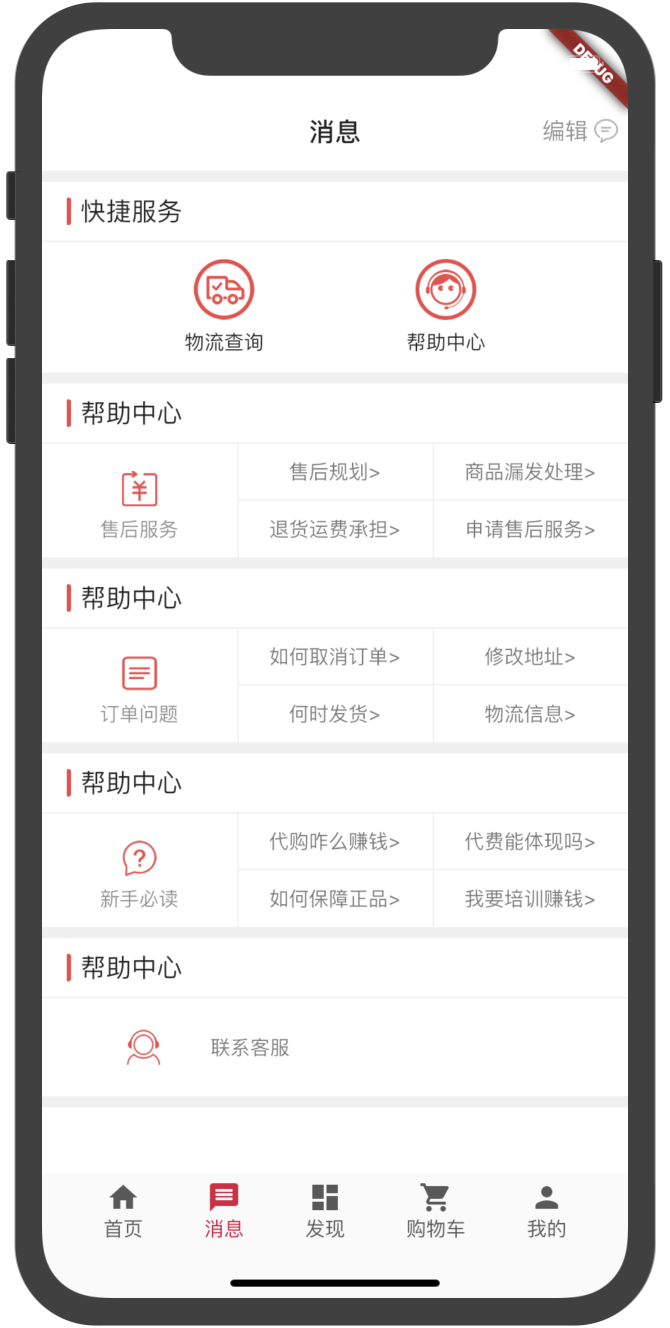 DEBUG
消息
编辑
快捷服务
物流查询
帮助中心
帮助中心
售后规划>
商品漏发处理>
¥
售后服务
退货运费承担>
申请售后服务>
帮助中心
如何取消订单>
修改地址>
订单问题
何时发货>
物流信息>
帮助中心
代购咋么赚钱>
代费能体现吗>
?
新手必读
如何保障正品>
我要培训赚钱>
帮助中心
联系客服
首页
消息
发现
购物车
我的